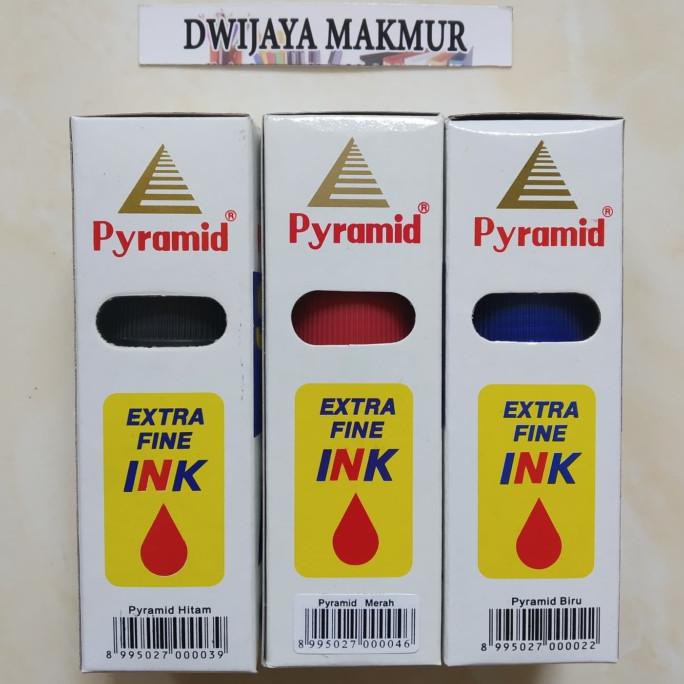 DWIJAYA MAKMUR
Pyramid®
EXTRA
FINE
INK
Pyramid Hitam
8 995027 000039
Pyramid®
EXTRA
FINE
INK
Pyramid Merah
8 995027 000046
Pyramid®
EXTRA
FINE
INK
Pyramid Biru
8 995027 000022